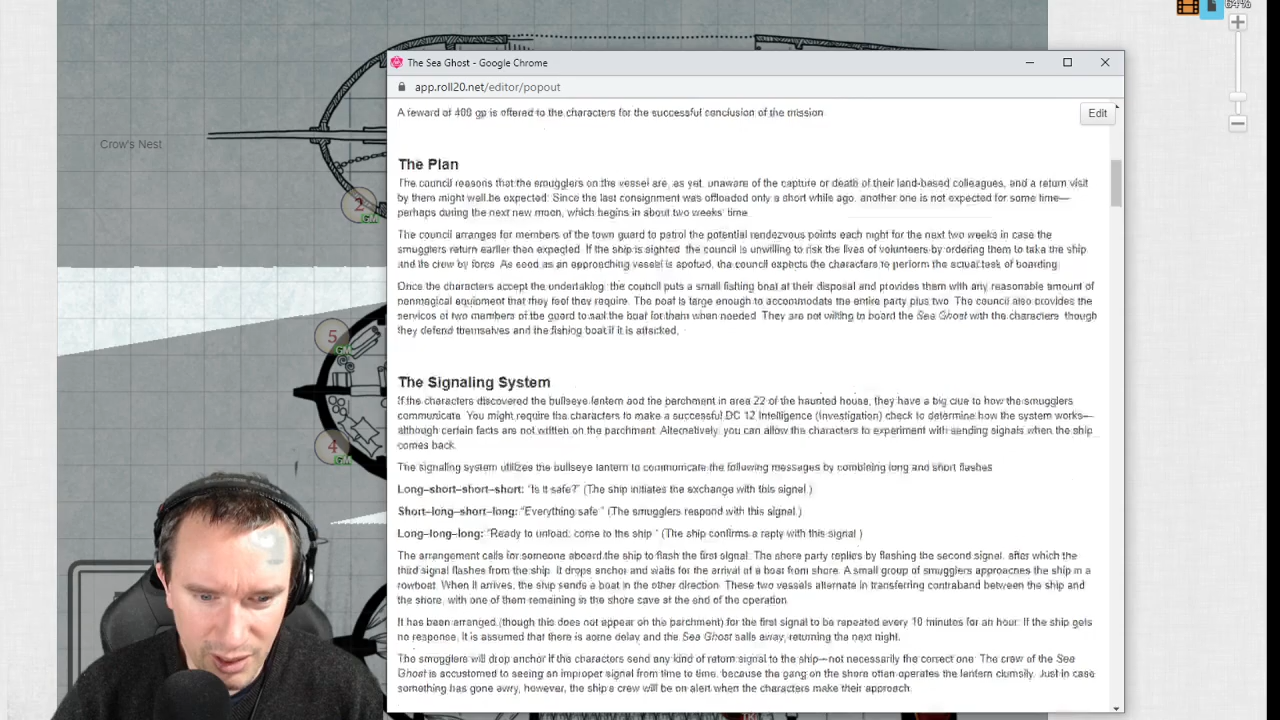 64%
The Sea Ghost - Google Chrome
app.roll20.net/editor/popout
A reward of 400 gp is offered to the characters for the successful conclusion of the mission
Edit
Crow's Nest
The Plan
The council reasons that the smugglers on the vessel are, as yet, unaware of the capture or death of their land-based colleagues, and a return visit
by them might well be expected. Since the last consignment was offloaded only a short while ago, another one is not expected for some time—
perhaps during the next new moon, which begins in about two weeks' time.
2
GM
The council arranges for members of the town guard to patrol the potential rendezvous points each night for the next two weeks in case the
smugglers return earlier then expected. If the ship is sighted, the council is unwilling to risk the lives of volunteers by ordering them to take the ship
and its crew by force. As soon as an approaching vessel is spotted, the council expects the characters to perform the actual task of boarding.
Once the characters accept the undertaking, the council puts a small fishing boat at their disposal and provides them with any reasonable amount of
nonmagical equipment that they feel they require. The boat is large enough to accommodate the entire party plus two. The council also provides the
services of two members of the guard to sail the boat for them when needed. They are not willing to board the Sea Ghost with the characters, though
they defend themselves and the fishing boat if it is attacked.
5
GM
The Signaling System
If the characters discovered the bullseye lantern and the parchment in area 22 of the haunted house, they have a big clue to how the smugglers
communicate. You might require the characters to make a successful DC 12 Intelligence (Investigation) check to determine how the system works—
although certain facts are not written on the parchment. Alternatively, you can allow the characters to experiment with sending signals when the ship
comes back.
4
GM
The signaling system utilizes the bullseye lantern to communicate the following messages by combining long and short flashes
Long–short–short–short: "Is it safe?" (The ship initiates the exchange with this signal.)
Short–long–short–long: "Everything safe." (The smugglers respond with this signal.)
Long–long–long: "Ready to unload; come to the ship." (The ship confirms a reply with this signal.)
The arrangement calls for someone aboard the ship to flash the first signal. The shore party replies by flashing the second signal, after which the
third signal flashes from the ship. It drops anchor and waits for the arrival of a boat from shore. A small group of smugglers approaches the ship in a
rowboat. When it arrives, the ship sends a boat in the other direction. These two vessels alternate in transferring contraband between the ship and
the shore, with one of them remaining in the shore cave at the end of the operation
It has been arranged (though this does not appear on the parchment) for the first signal to be repeated every 10 minutes for an hour. If the ship gets
no response, it is assumed that there is some delay and the Sea Ghost sails away, returning the next night.
The smugglers will drop anchor if the characters send any kind of return signal to the ship—not necessarily the correct one. The crew of the Sea
Ghost is accustomed to seeing an improper signal from time to time, because the gang on the shore often operates the lantern clumsily. Just in case
something has gone awry, however, the ship's crew will be on alert when the characters make their approach.